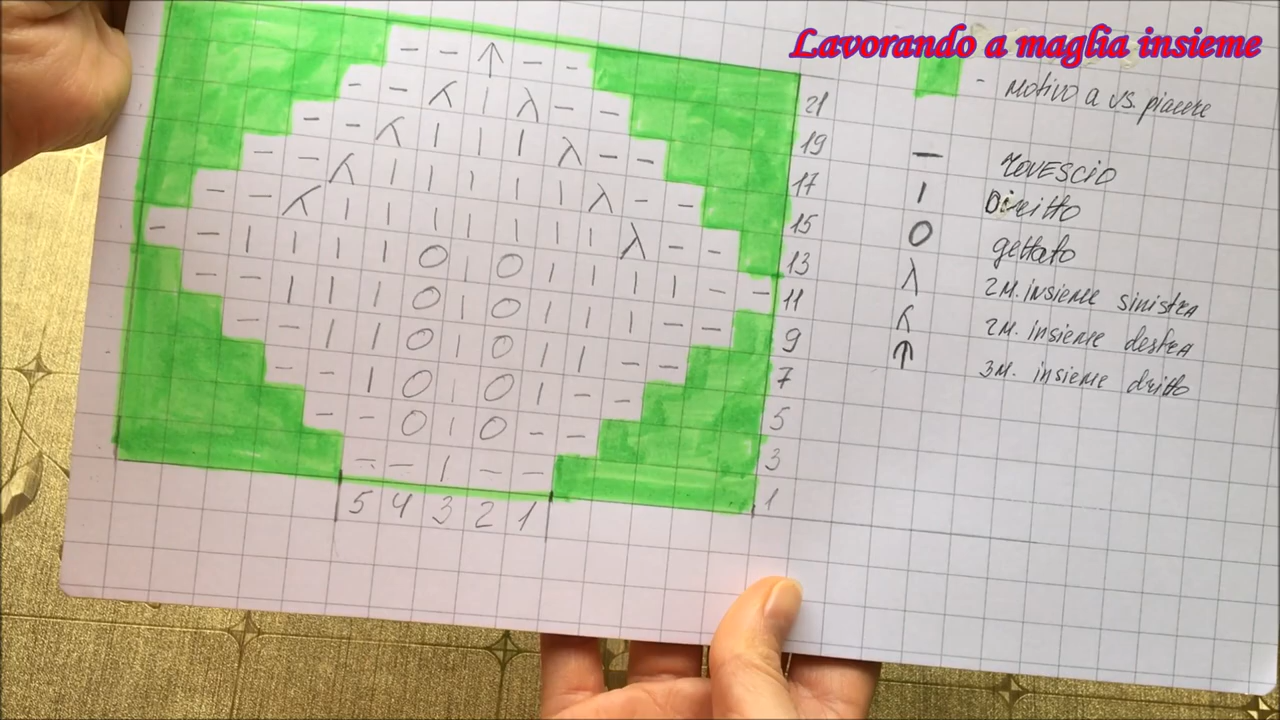 Lavorando a maglia insieme
- motivo a vs. piacere
— rovescio
| Diritto
O gettato
λ 2M. insieme sinistra
2M. insieme destra
↑ 3M. insieme dritto
21
19
17
15
13
11
9
7
5
3
1
5 4 3 2 1